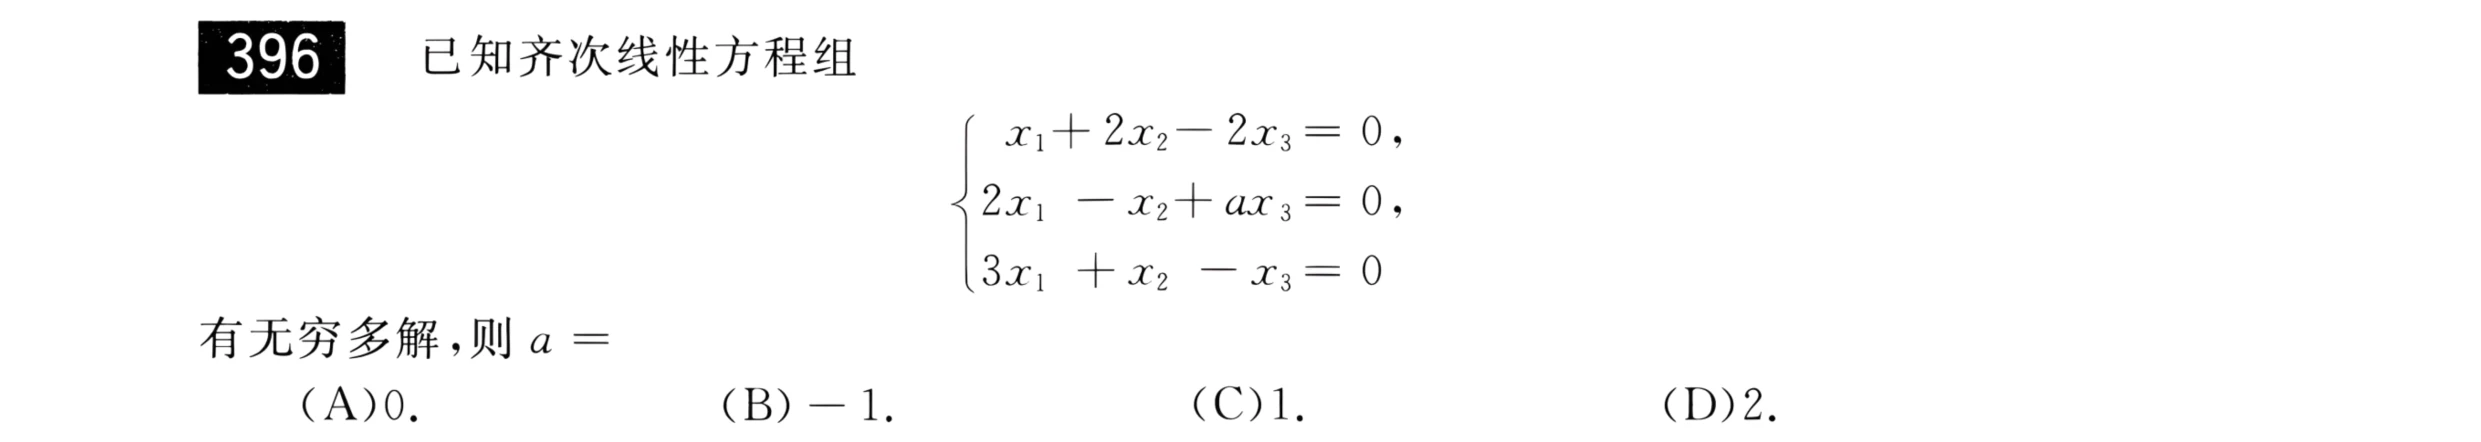 396 已知齐次线性方程组
x₁+2x₂−2x₃=0,
2x₁−x₂+ax₃=0,
3x₁+x₂−x₃=0
有无穷多解,则 a =
(A)0. (B)−1. (C)1. (D)2.